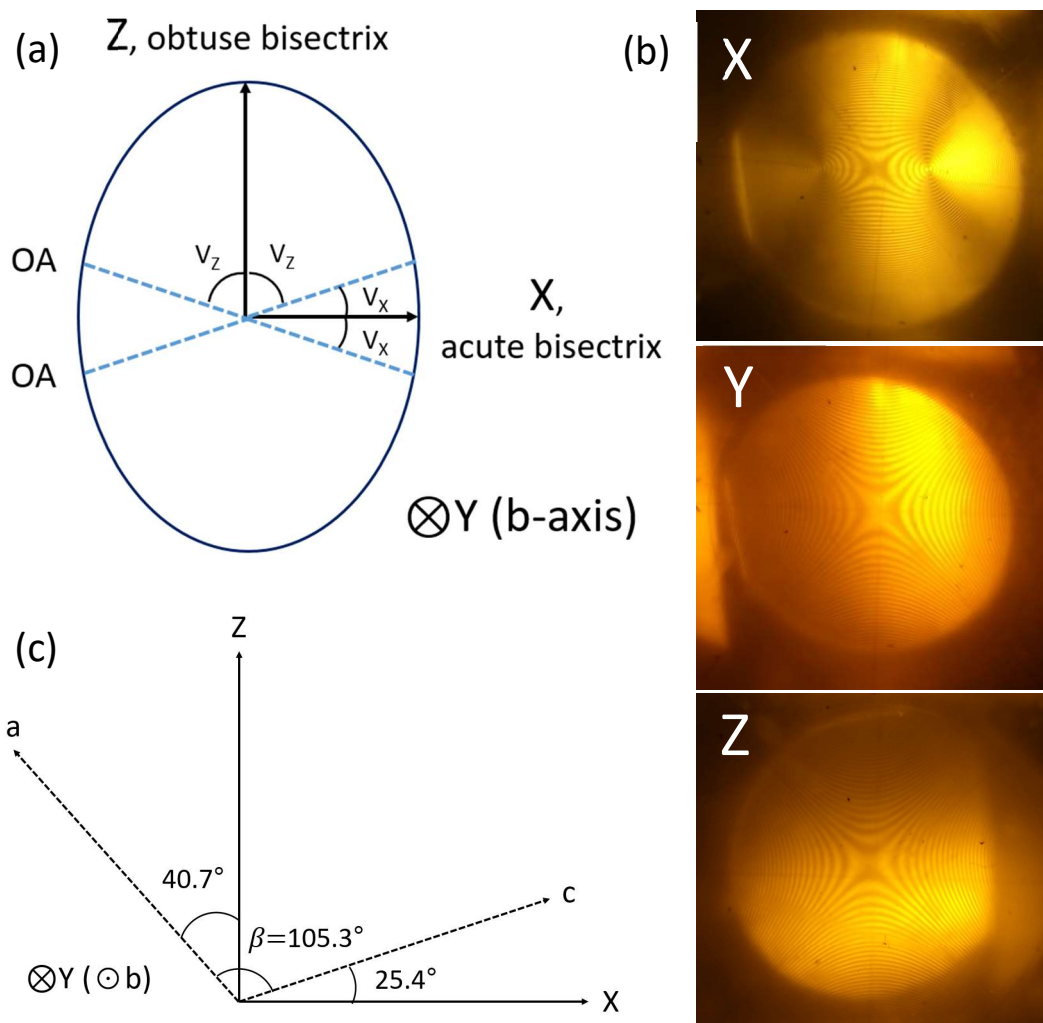 (a)
Z, obtuse bisectrix
OA
OA
V_Z V_Z
V_X
V_X
X,
acute bisectrix
⊗Y (b-axis)
(b)
X
Y
Z
(c)
Z
a
40.7°
β=105.3°
c
25.4°
⊗Y (⊙b)
X